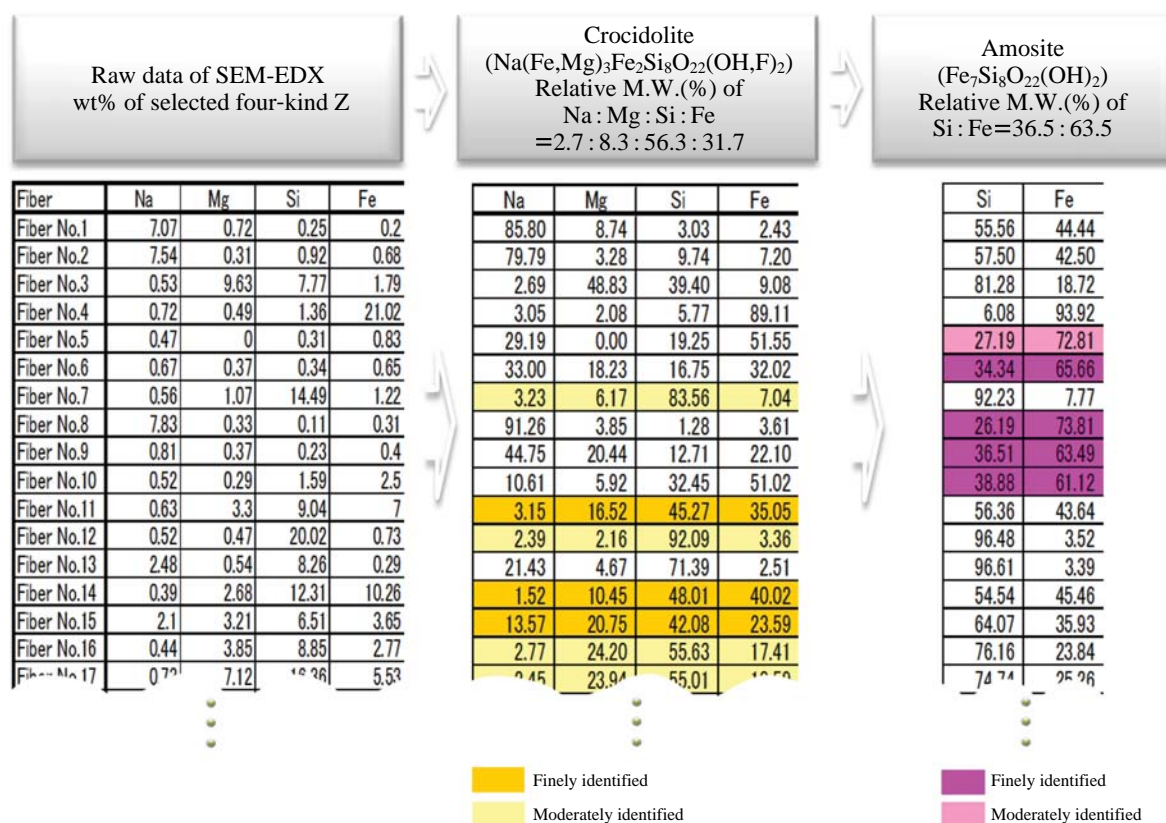 Raw data of SEM-EDX
wt% of selected four-kind Z
Crocidolite
(Na(Fe,Mg)₃Fe₂Si₈O₂₂(OH,F)₂)
Relative M.W.(%) of
Na : Mg : Si : Fe
=2.7 : 8.3 : 56.3 : 31.7
Amosite
(Fe₇Si₈O₂₂(OH)₂)
Relative M.W.(%) of
Si : Fe=36.5 : 63.5
Fiber Na Mg Si Fe
Fiber No.1 7.07 0.72 0.25 0.2
Fiber No.2 7.54 0.31 0.92 0.68
Fiber No.3 0.53 9.63 7.77 1.79
Fiber No.4 0.72 0.49 1.36 21.02
Fiber No.5 0.47 0 0.31 0.83
Fiber No.6 0.67 0.37 0.34 0.65
Fiber No.7 0.56 1.07 14.49 1.22
Fiber No.8 7.83 0.33 0.11 0.31
Fiber No.9 0.81 0.37 0.23 0.4
Fiber No.10 0.52 0.29 1.59 2.5
Fiber No.11 0.63 3.3 9.04 7
Fiber No.12 0.52 0.47 20.02 0.73
Fiber No.13 2.48 0.54 8.26 0.29
Fiber No.14 0.39 2.68 12.31 10.26
Fiber No.15 2.1 3.21 6.51 3.65
Fiber No.16 0.44 3.85 8.85 2.77
Fiber No.17 7.12 5.53
Na Mg Si Fe
85.80 8.74 3.03 2.43
79.79 3.28 9.74 7.20
2.69 48.83 39.40 9.08
3.05 2.08 5.77 89.11
29.19 0.00 19.25 51.55
33.00 18.23 16.75 32.02
3.23 6.17 83.56 7.04
91.26 3.85 1.28 3.61
44.75 20.44 12.71 22.10
10.61 5.92 32.45 51.02
3.15 16.52 45.27 35.05
2.39 2.16 92.09 3.36
21.43 4.67 71.39 2.51
1.52 10.45 48.01 40.02
13.57 20.75 42.08 23.59
2.77 24.20 55.63 17.41
23.94 55.01
Si Fe
55.56 44.44
57.50 42.50
81.28 18.72
6.08 93.92
27.19 72.81
34.34 65.66
92.23 7.77
26.19 73.81
36.51 63.49
38.88 61.12
56.36 43.64
96.48 3.52
96.61 3.39
54.54 45.46
64.07 35.93
76.16 23.84
74.74 25.26
Finely identified
Moderately identified
Finely identified
Moderately identified